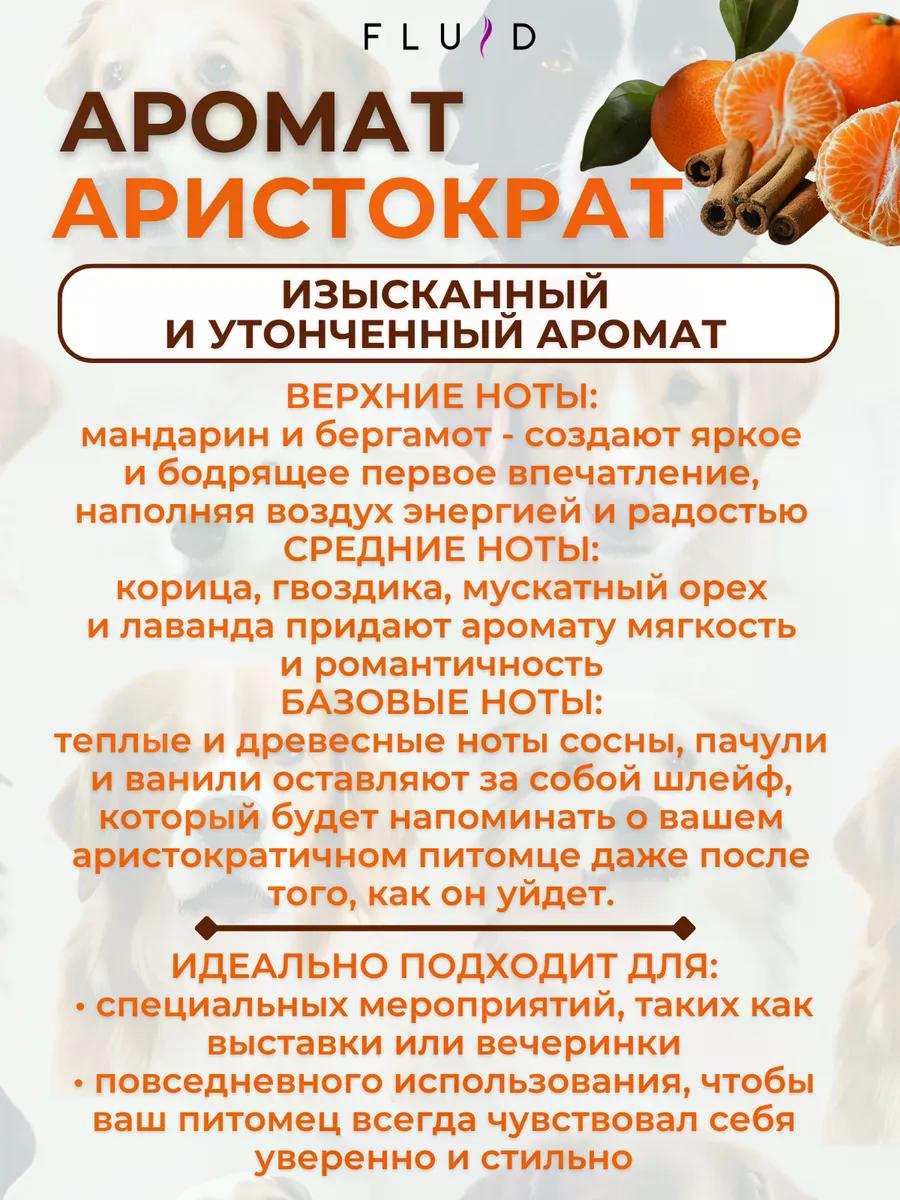 FLUID
АРОМАТ
АРИСТОКРАТ
ИЗЫСКАННЫЙ
И УТОНЧЕННЫЙ АРОМАТ
ВЕРХНИЕ НОТЫ:
мандарин и бергамот - создают яркое
и бодрящее первое впечатление,
наполняя воздух энергией и радостью
СРЕДНИЕ НОТЫ:
корица, гвоздика, мускатный орех
и лаванда придают аромату мягкость
и романтичность
БАЗОВЫЕ НОТЫ:
теплые и древесные ноты сосны, пачули
и ванили оставляют за собой шлейф,
который будет напоминать о вашем
аристократичном питомце даже после
того, как он уйдет.
ИДЕАЛЬНО ПОДХОДИТ ДЛЯ:
• специальных мероприятий, таких как
выставки или вечеринки
• повседневного использования, чтобы
ваш питомец всегда чувствовал себя
уверенно и стильно